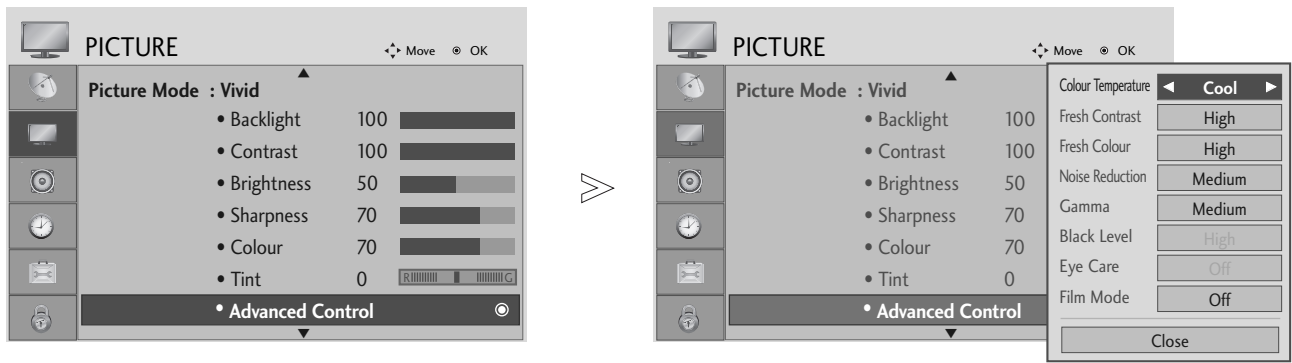 PICTURE
Move OK
Picture Mode : Vivid
• Backlight 100
• Contrast 100
• Brightness 50
• Sharpness 70
• Colour 70
• Tint 0 R G
• Advanced Control
PICTURE
Move OK
Picture Mode : Vivid
• Backlight 100
• Contrast 100
• Brightness 50
• Sharpness 70
• Colour 70
• Tint 0
• Advanced Control
Colour Temperature Cool
Fresh Contrast High
Fresh Colour High
Noise Reduction Medium
Gamma Medium
Black Level High
Eye Care Off
Film Mode Off
Close